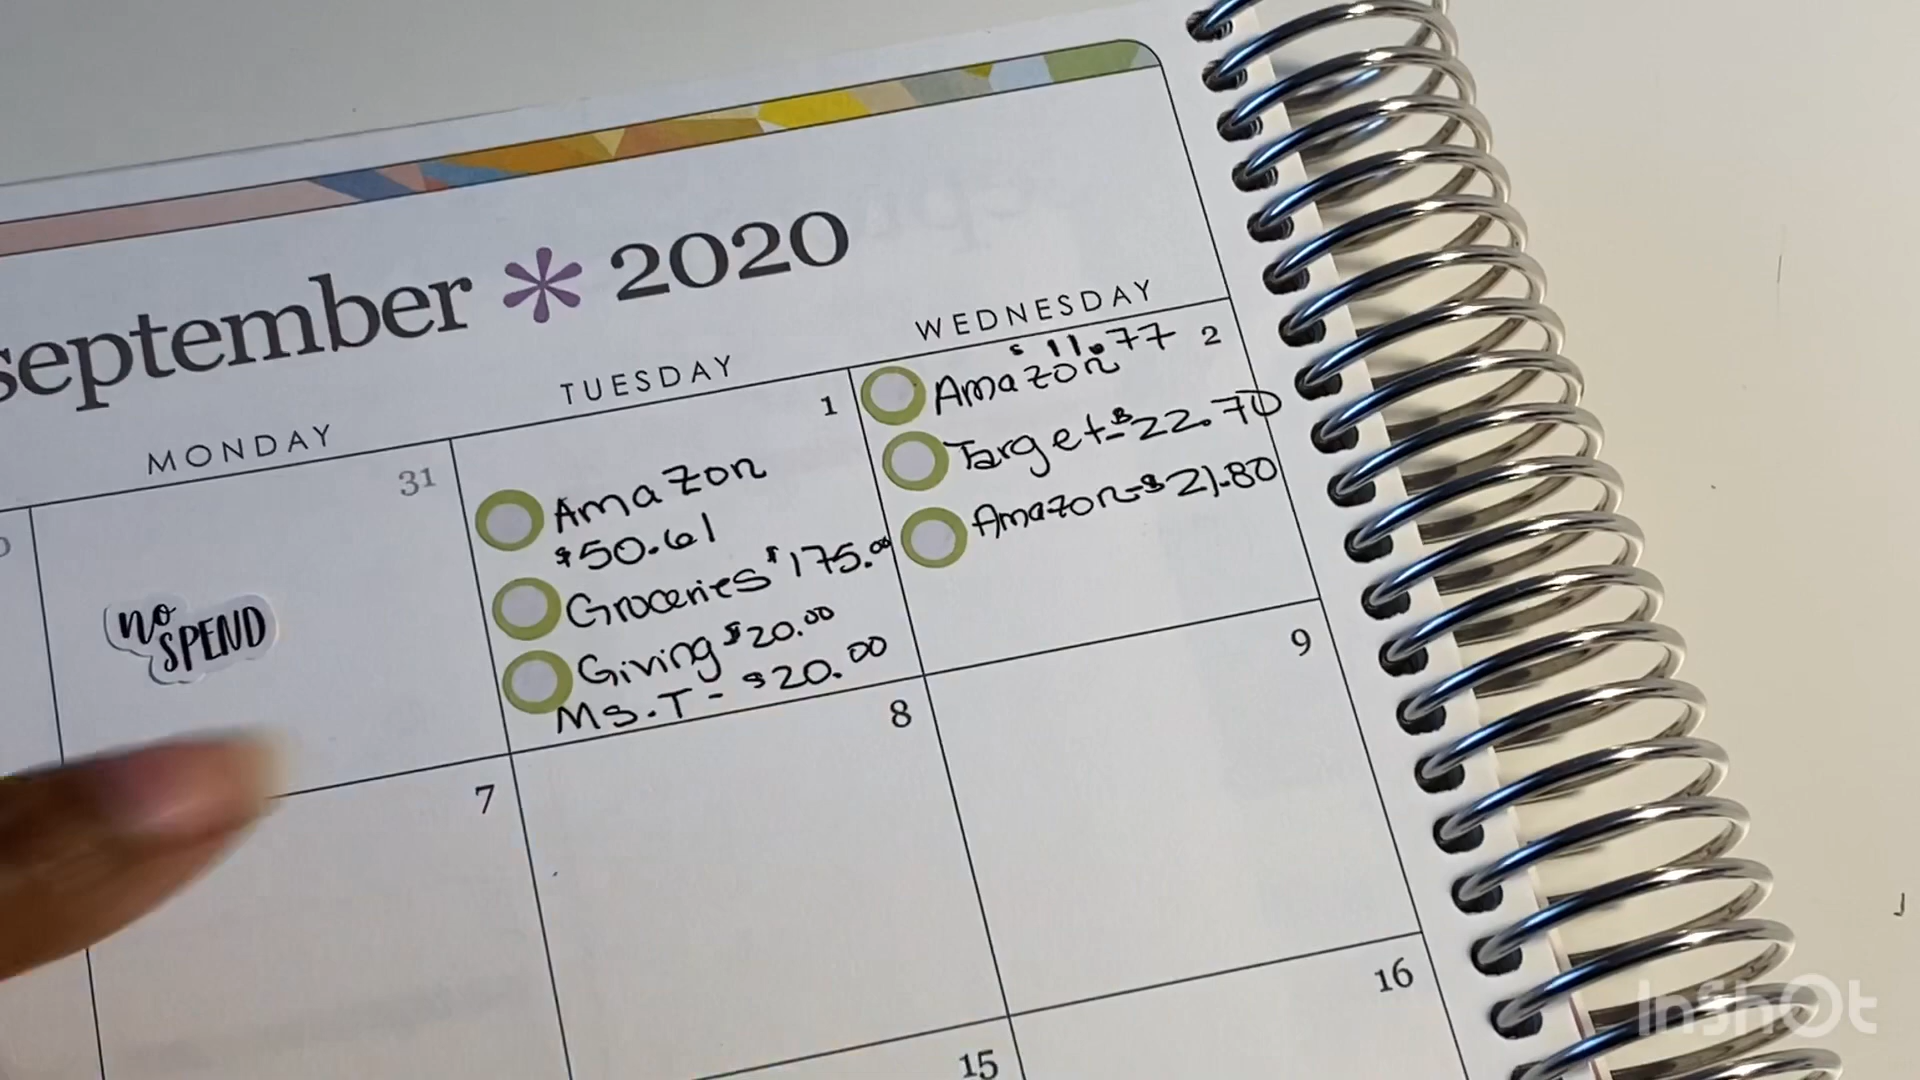 september * 2020
MONDAY
TUESDAY
WEDNESDAY
31
no
SPEND
1
Amazon
$50.61
Groceries $175.00
Giving $20.00
Ms.T - $20.00
2
$ 11.77
Amazon
Target-$22.70
Amazon-$21.80
7
8
9
15
16
InShOt